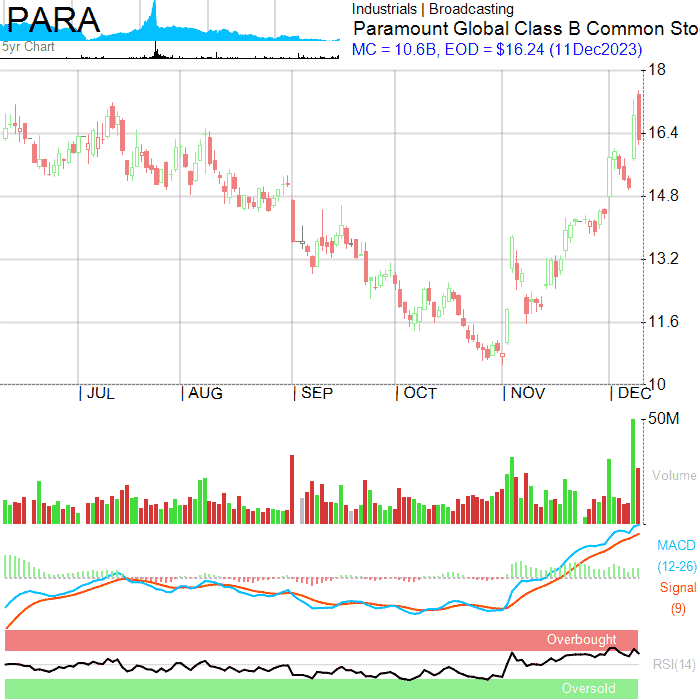 PARA
5yr Chart
Industrials | Broadcasting
Paramount Global Class B Common Sto
MC = 10.6B, EOD = $16.24 (11Dec2023)
18
16.4
14.8
13.2
11.6
10
| JUL | AUG | SEP | OCT | NOV | DEC
50M
Volume
MACD
(12-26)
Signal
(9)
Overbought
RSI(14)
Oversold